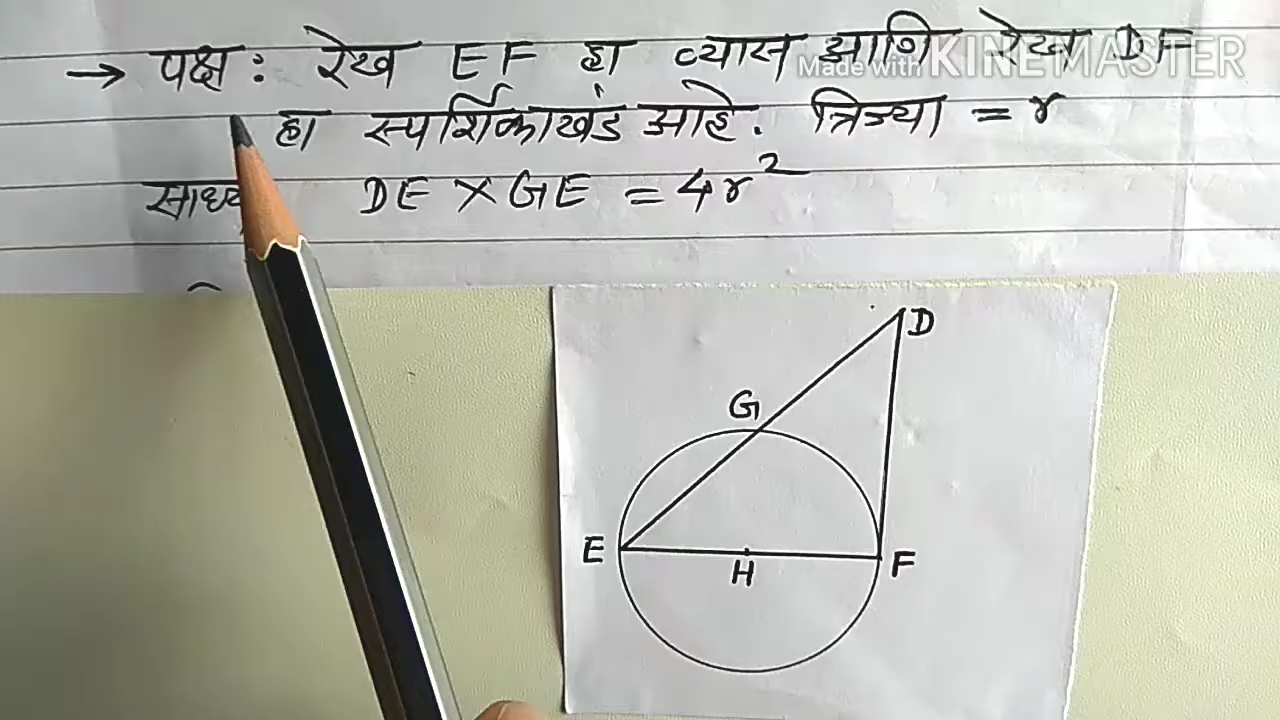 → पक्ष : रेख EF हा व्यास आणि रेख DF
हा स्पर्शिकाखंड आहे. त्रिज्या = r
साध्य DE × GE = 4r²
Made with KINEMASTER
D
G
E
H
F